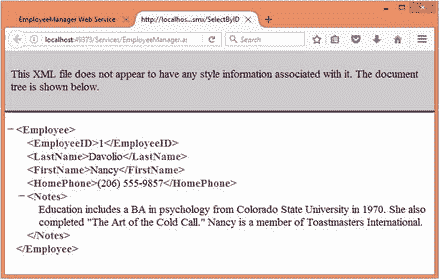 EmployeeManager Web Service
http://localhos...smx/SelectByID
localhost:49373/Services/EmployeeManager.as
Search
This XML file does not appear to have any style information associated with it. The document
tree is shown below.
−<Employee>
<EmployeeID>1</EmployeeID>
<LastName>Davolio</LastName>
<FirstName>Nancy</FirstName>
<HomePhone>(206) 555-9857</HomePhone>
−<Notes>
Education includes a BA in psychology from Colorado State University in 1970. She also
completed "The Art of the Cold Call." Nancy is a member of Toastmasters International.
</Notes>
</Employee>